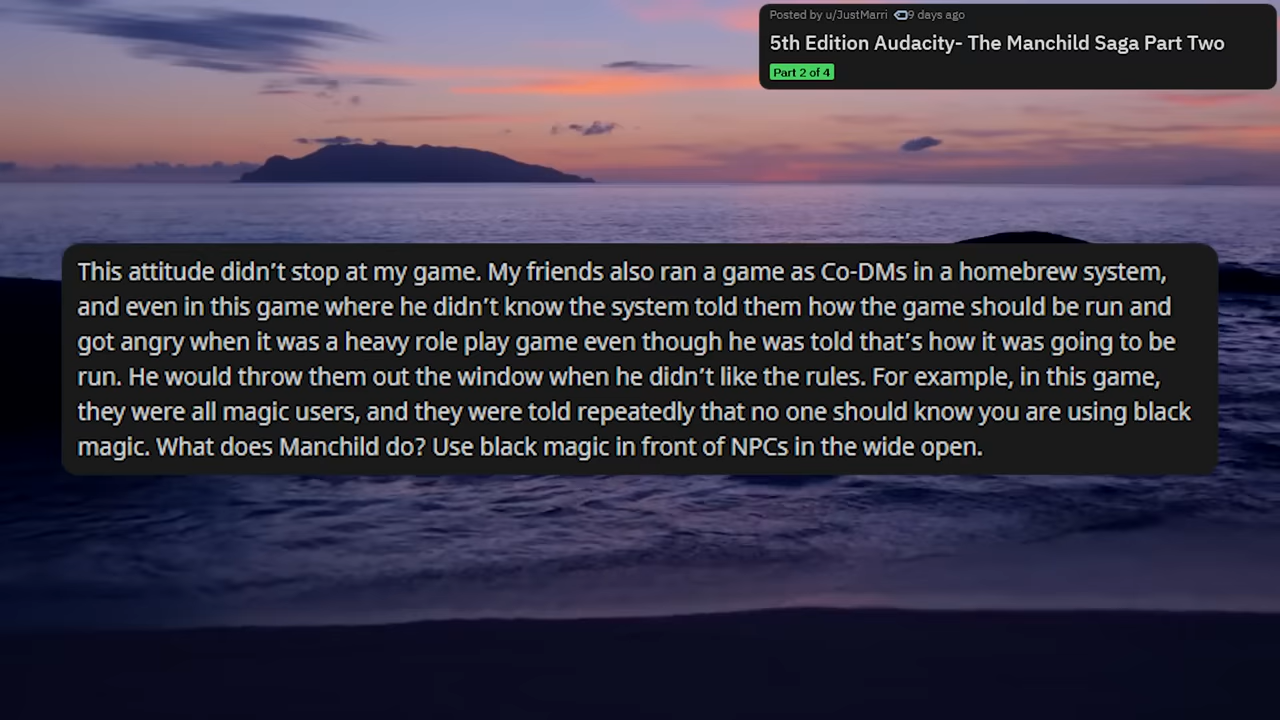 Posted by u/JustMarri 9 days ago
5th Edition Audacity- The Manchild Saga Part Two
Part 2 of 4
This attitude didn’t stop at my game. My friends also ran a game as Co-DMs in a homebrew system,
and even in this game where he didn’t know the system told them how the game should be run and
got angry when it was a heavy role play game even though he was told that’s how it was going to be
run. He would throw them out the window when he didn’t like the rules. For example, in this game,
they were all magic users, and they were told repeatedly that no one should know you are using black
magic. What does Manchild do? Use black magic in front of NPCs in the wide open.